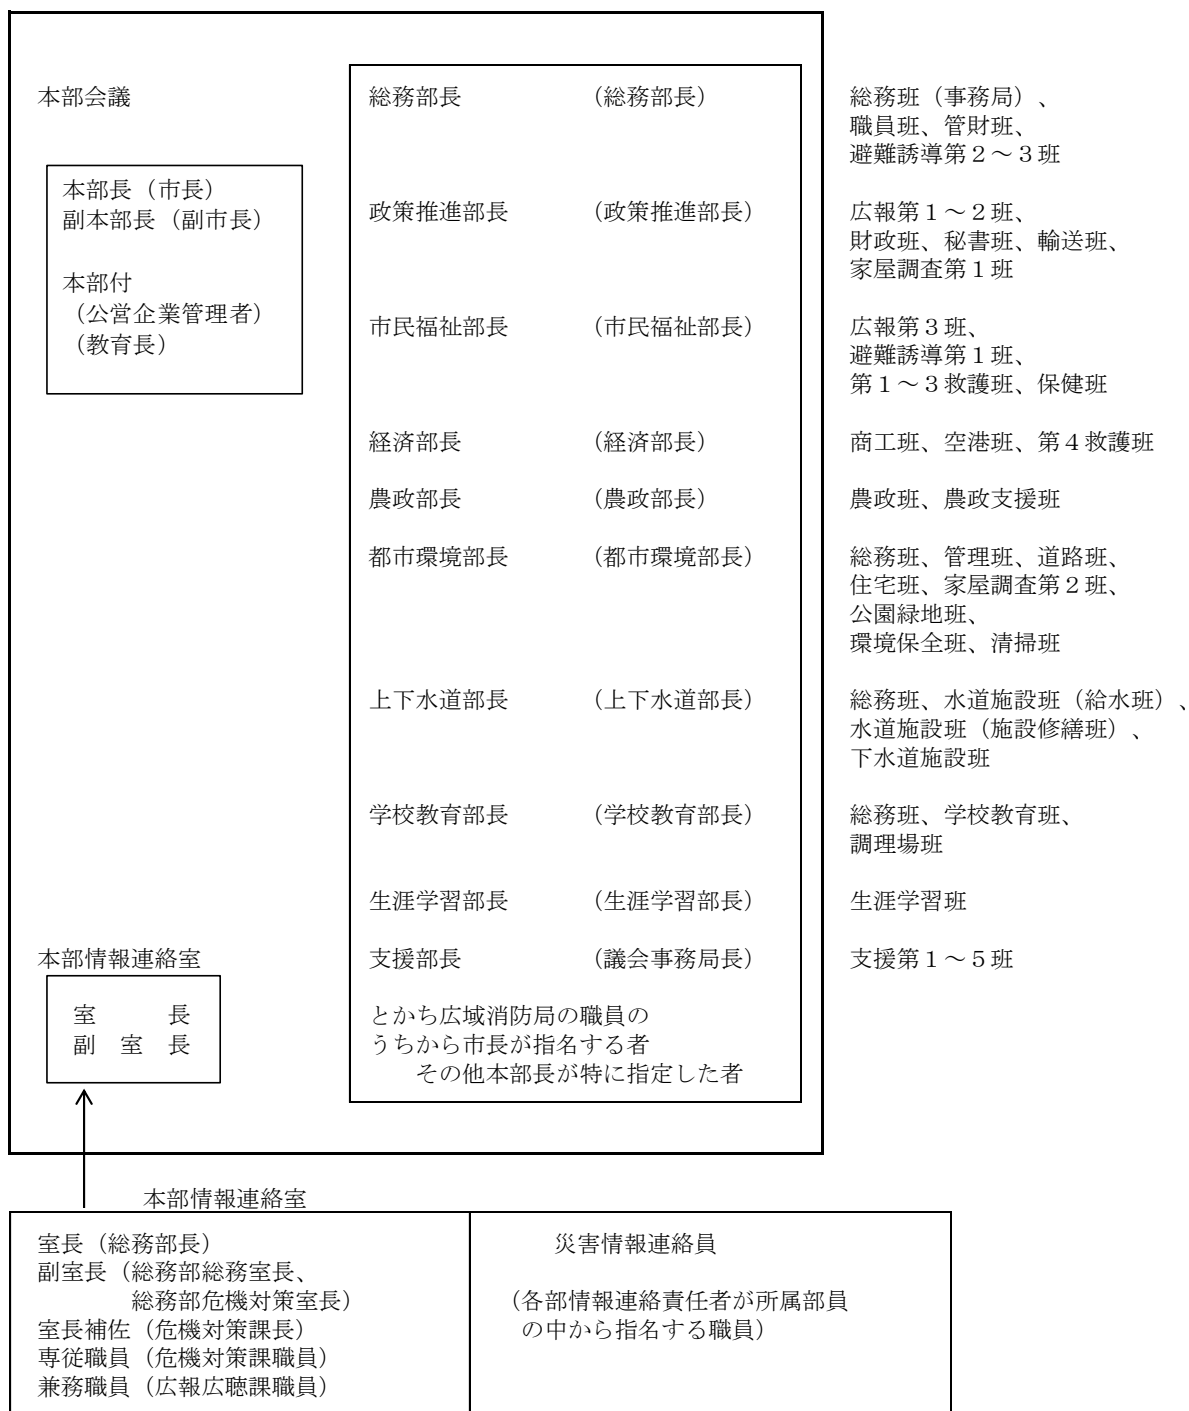 本部会議
本部長（市長）
副本部長（副市長）
本部付
（公営企業管理者）
（教育長）
総務部長　（総務部長）　総務班（事務局）、
職員班、管財班、
避難誘導第２～３班
政策推進部長　（政策推進部長）　広報第１～２班、
財政班、秘書班、輸送班、
家屋調査第１班
市民福祉部長　（市民福祉部長）　広報第３班、
避難誘導第１班、
第１～３救護班、保健班
経済部長　（経済部長）　商工班、空港班、第４救護班
農政部長　（農政部長）　農政班、農政支援班
都市環境部長　（都市環境部長）　総務班、管理班、道路班、
住宅班、家屋調査第２班、
公園緑地班、
環境保全班、清掃班
上下水道部長　（上下水道部長）　総務班、水道施設班（給水班）、
水道施設班（施設修繕班）、
下水道施設班
学校教育部長　（学校教育部長）　総務班、学校教育班、
調理場班
生涯学習部長　（生涯学習部長）　生涯学習班
支援部長　（議会事務局長）　支援第１～５班
とかち広域消防局の職員の
うちから市長が指名する者
その他本部長が特に指定した者
本部情報連絡室
室　　長
副　室　長
本部情報連絡室
室長（総務部長）
副室長（総務部総務室長、
総務部危機対策室長）
室長補佐（危機対策課長）
専従職員（危機対策課職員）
兼務職員（広報広聴課職員）
災害情報連絡員
（各部情報連絡責任者が所属部員
の中から指名する職員）